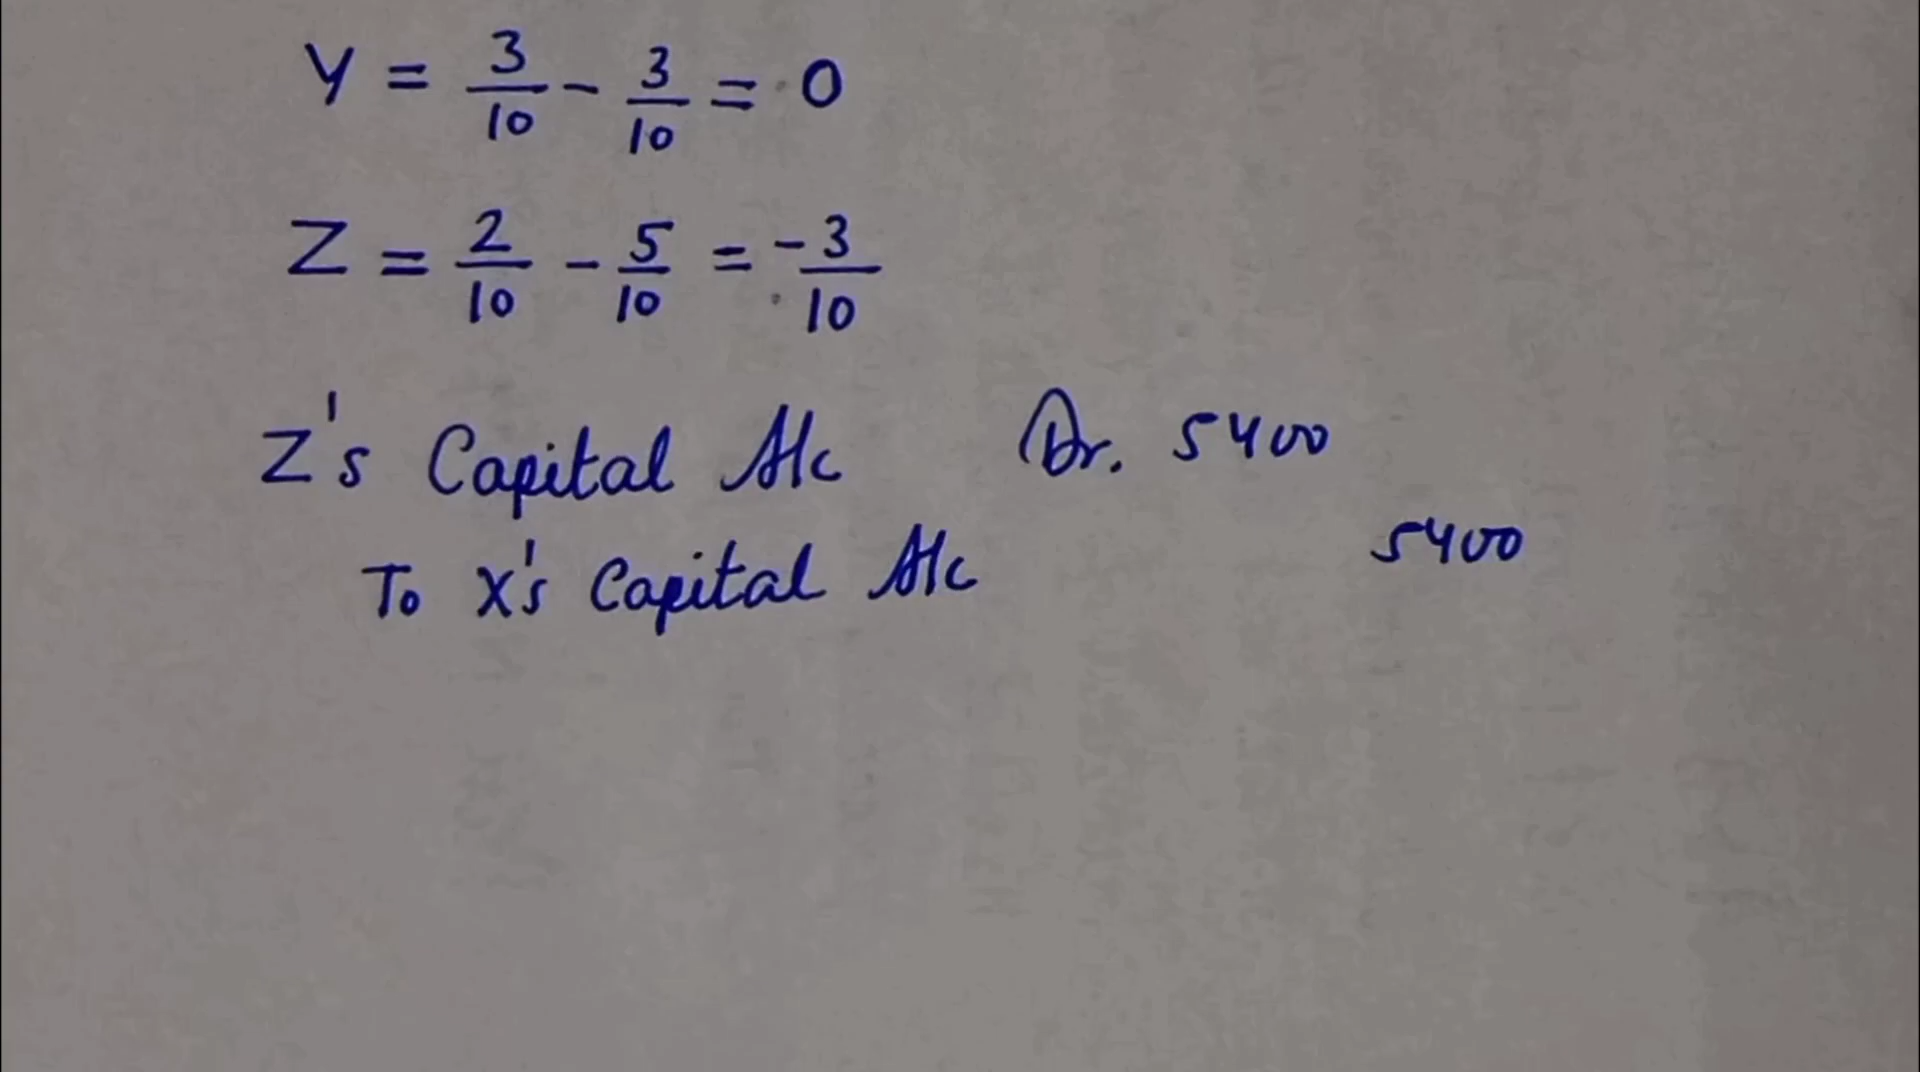 Y = 3/10 - 3/10 = 0
Z = 2/10 - 5/10 = -3/10
Z's Capital A/c Dr. 5400
To X's Capital A/c 5400